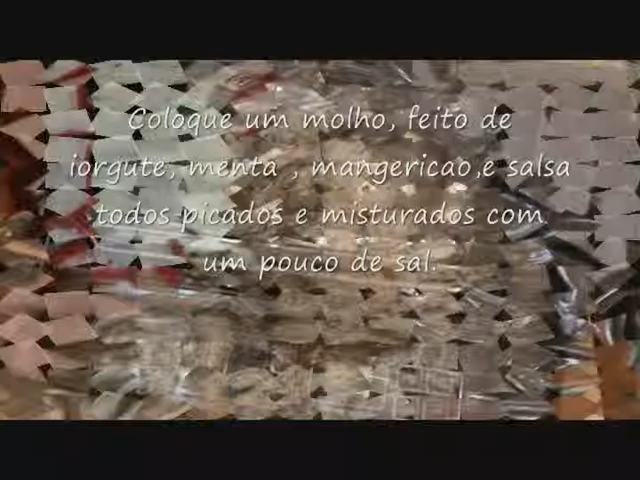 Coloque um molho, feito de
iorgute, menta , mangericao,e salsa
todos picados e misturados com
um pouco de sal.